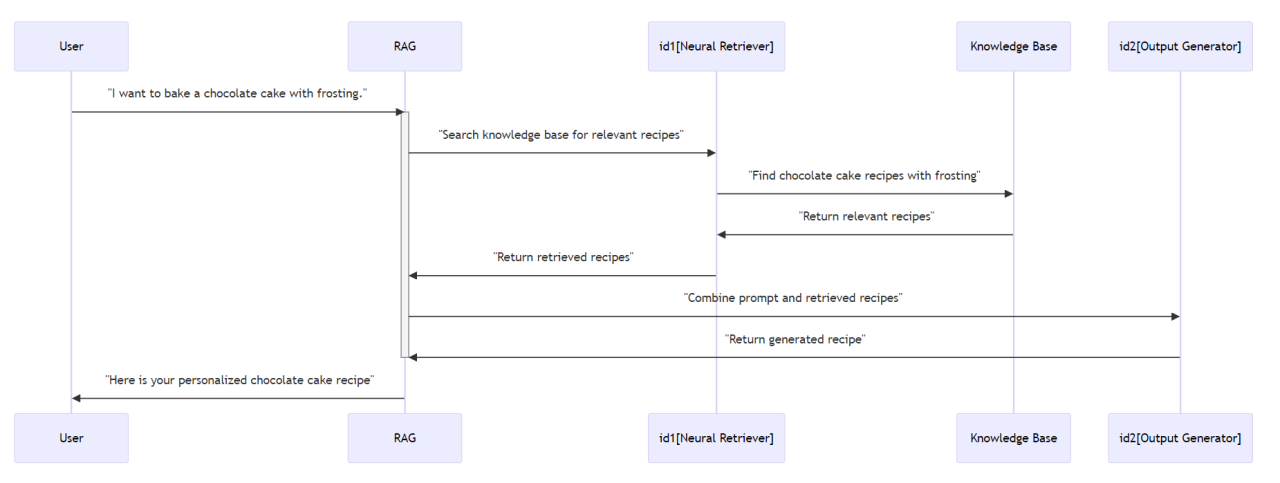 User
RAG
id1[Neural Retriever]
Knowledge Base
id2[Output Generator]
"I want to bake a chocolate cake with frosting."
"Search knowledge base for relevant recipes"
"Find chocolate cake recipes with frosting"
"Return relevant recipes"
"Return retrieved recipes"
"Combine prompt and retrieved recipes"
"Return generated recipe"
"Here is your personalized chocolate cake recipe"
User
RAG
id1[Neural Retriever]
Knowledge Base
id2[Output Generator]